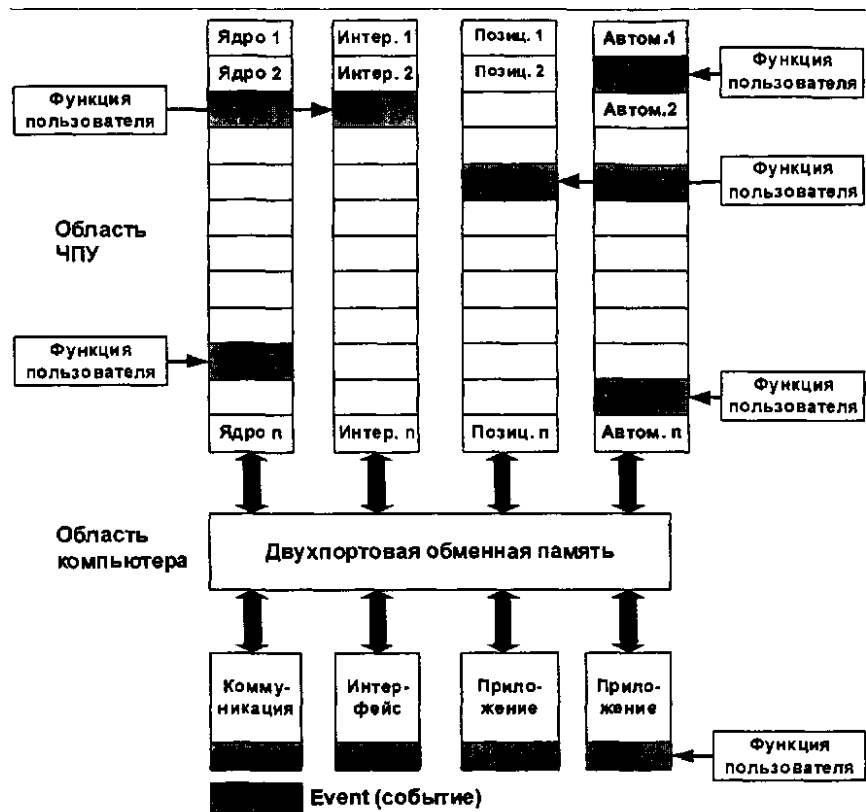 Ядро 1
Интер. 1
Позиц. 1
Автом.1
Ядро 2
Интер. 2
Позиц. 2
Функция
пользователя
Функция
пользователя
Автом.2
Функция
пользователя
Область
ЧПУ
Функция
пользователя
Функция
пользователя
Ядро n
Интер. n
Позиц. n
Автом. n
Область
компьютера
Двухпортовая обменная память
Комму-
никация
Интер-
фейс
Прило-
жение
Прило-
жение
Функция
пользователя
Event (событие)